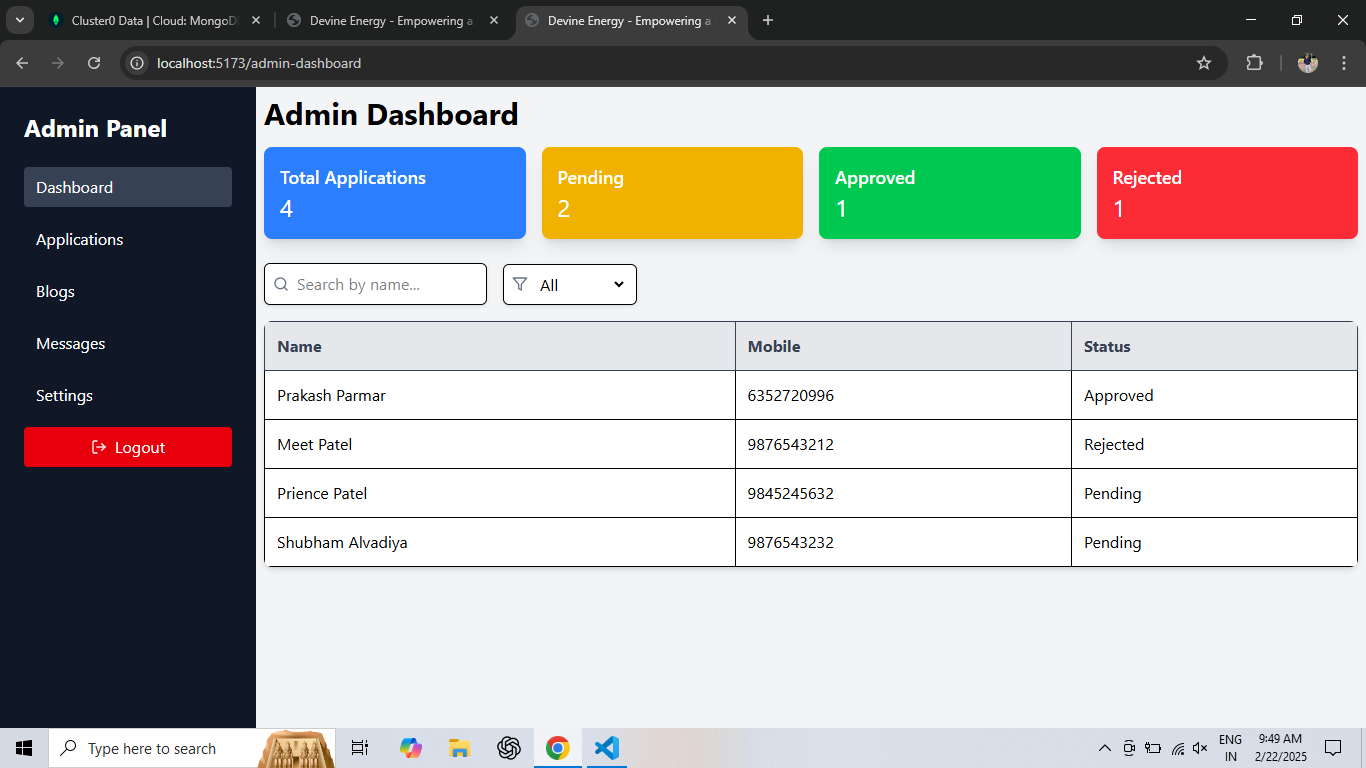 Cluster0 Data | Cloud: MongoD
Devine Energy - Empowering a
Devine Energy - Empowering a
localhost:5173/admin-dashboard
Admin Panel
Dashboard
Applications
Blogs
Messages
Settings
Logout
Admin Dashboard
Total Applications
4
Pending
2
Approved
1
Rejected
1
Search by name...
All
Name Mobile Status
Prakash Parmar 6352720996 Approved
Meet Patel 9876543212 Rejected
Prience Patel 9845245632 Pending
Shubham Alvadiya 9876543232 Pending
Type here to search
ENG
IN
9:49 AM
2/22/2025